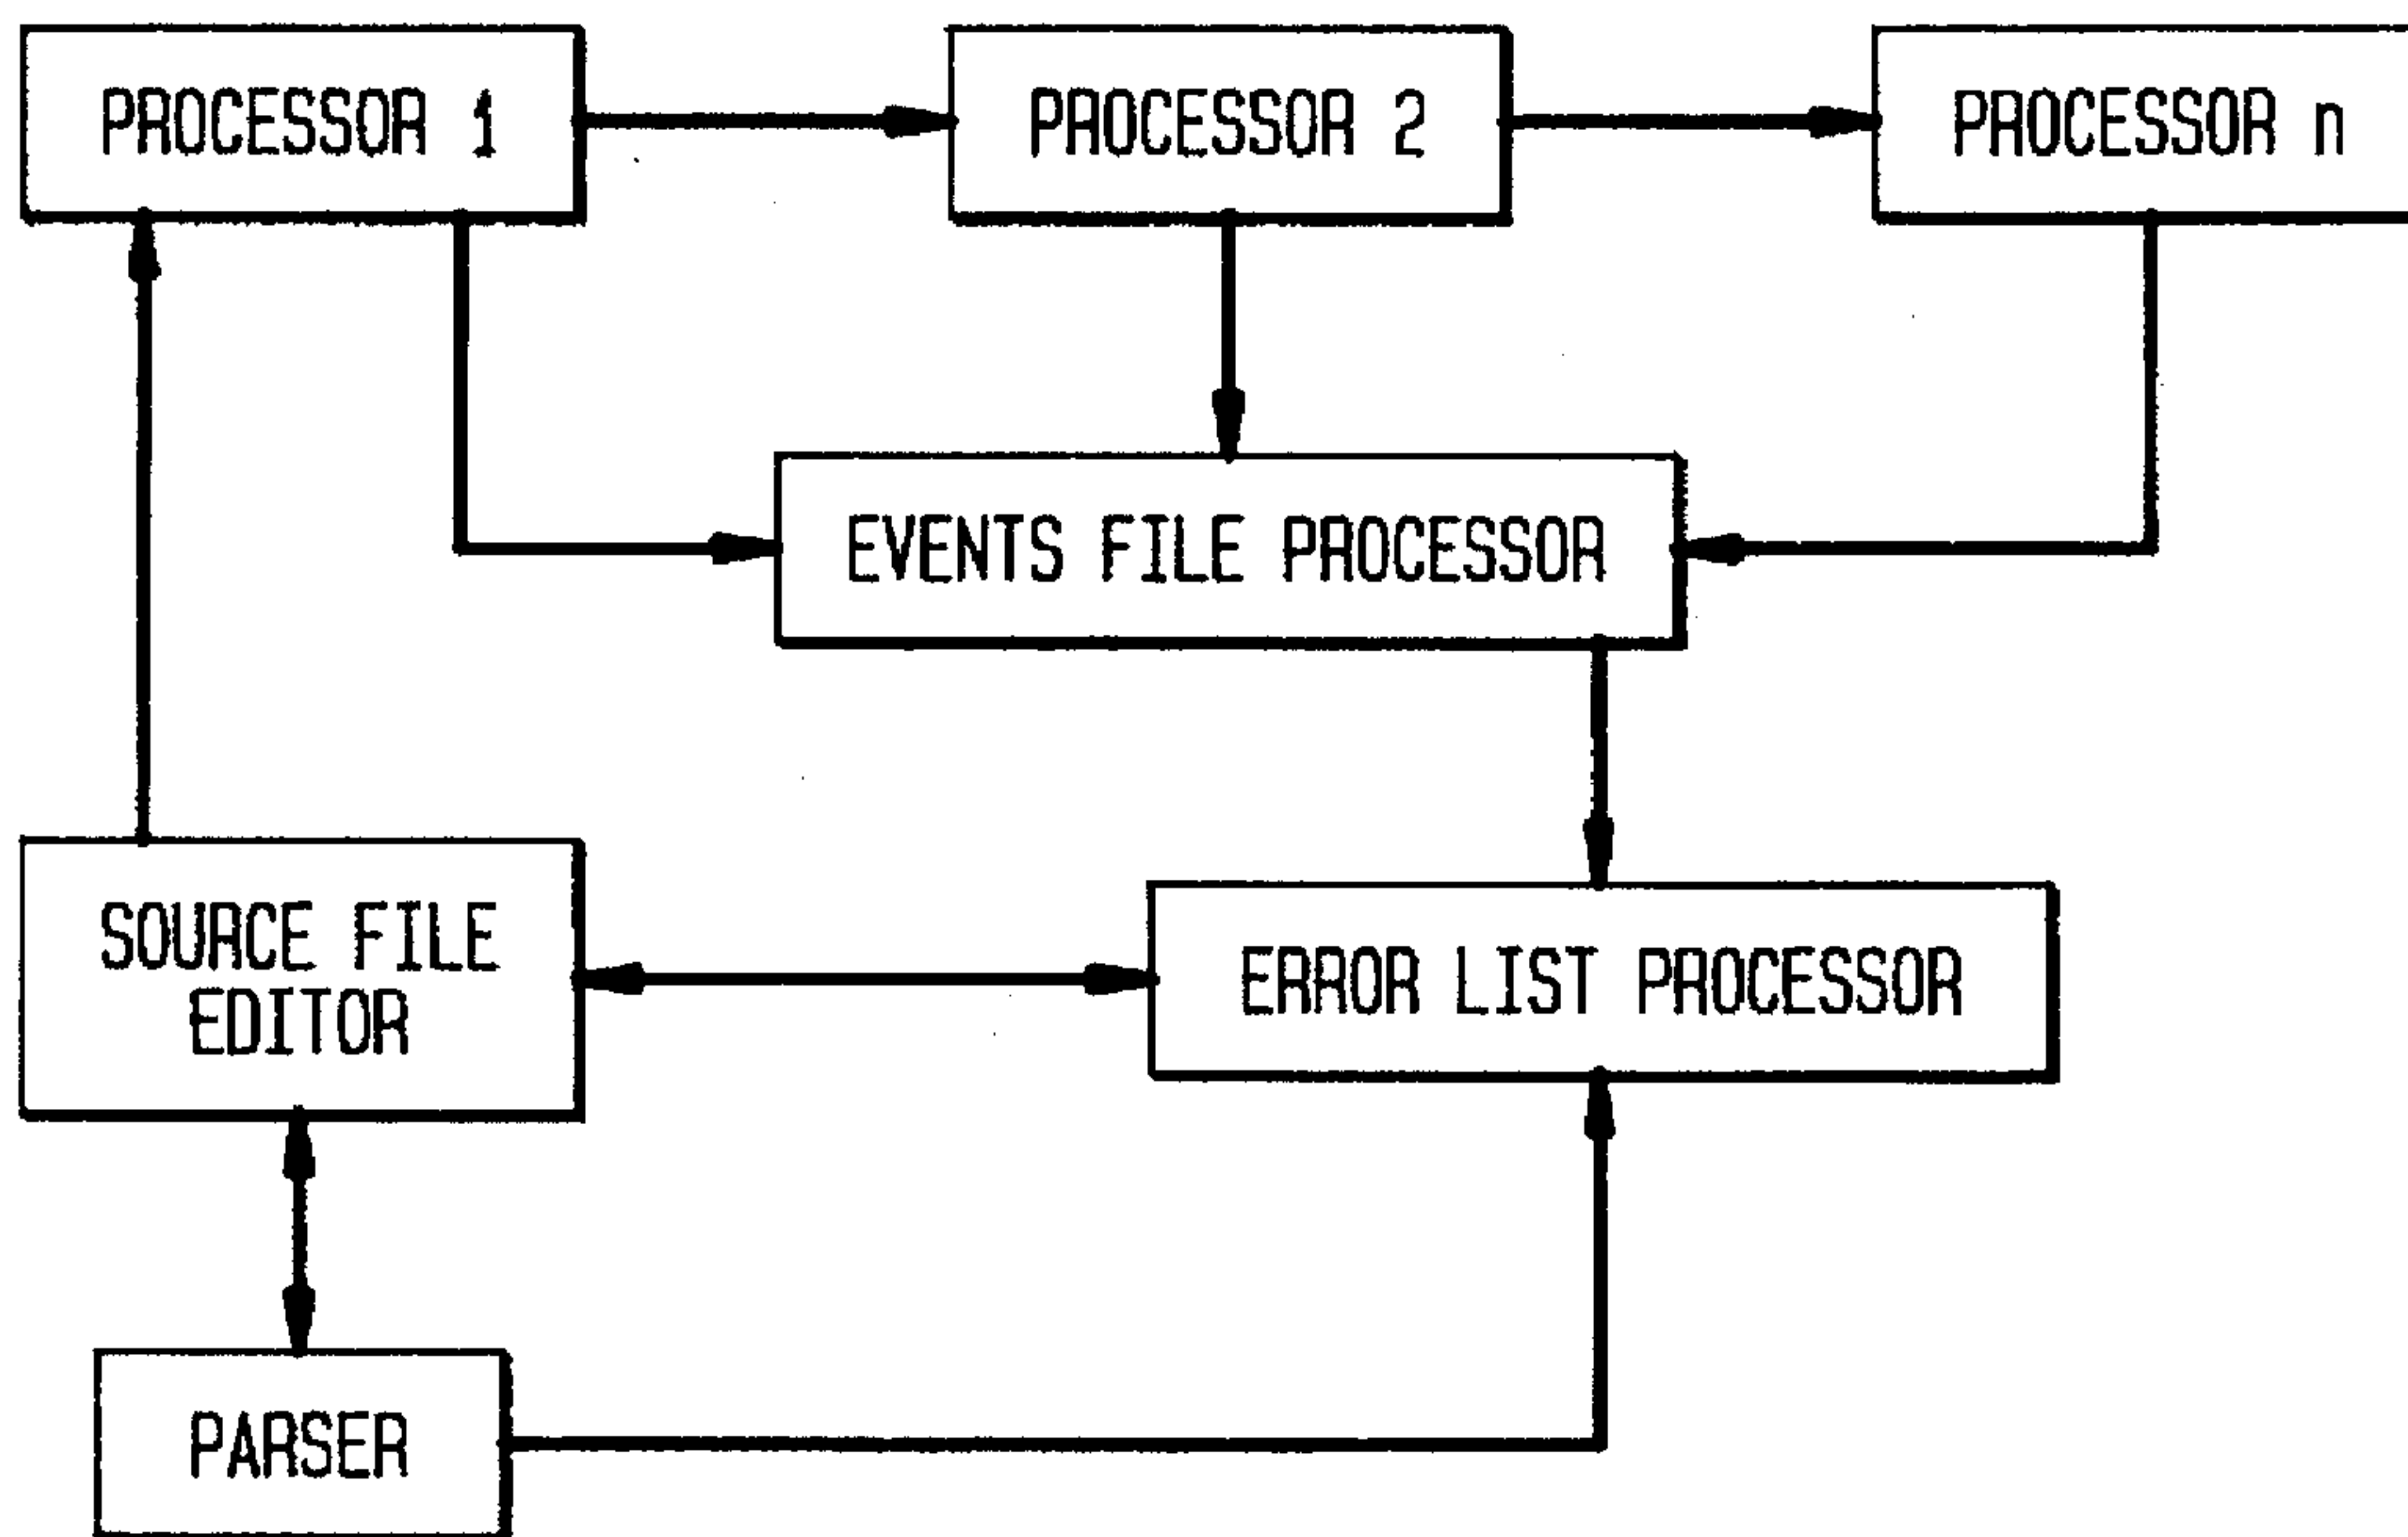 PROCESSOR 1
PROCESSOR 2
PROCESSOR n
EVENTS FILE PROCESSOR
SOURCE FILE
EDITOR
ERROR LIST PROCESSOR
PARSER